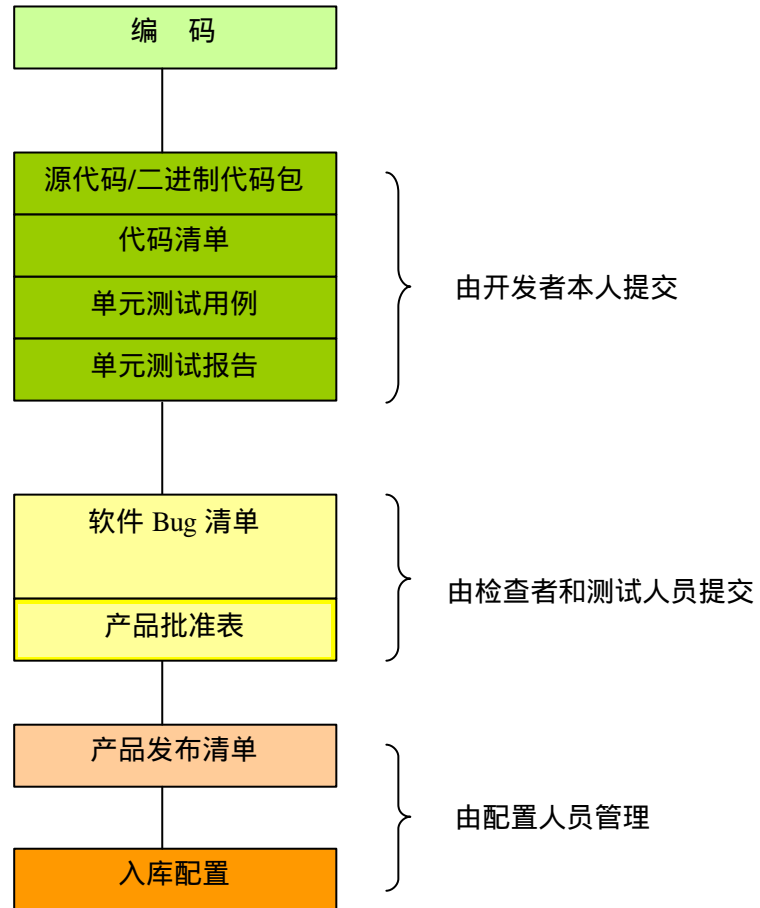 编 码
源代码/二进制代码包
代码清单
单元测试用例
单元测试报告
由开发者本人提交
软件 Bug 清单
产品批准表
由检查者和测试人员提交
产品发布清单
入库配置
由配置人员管理